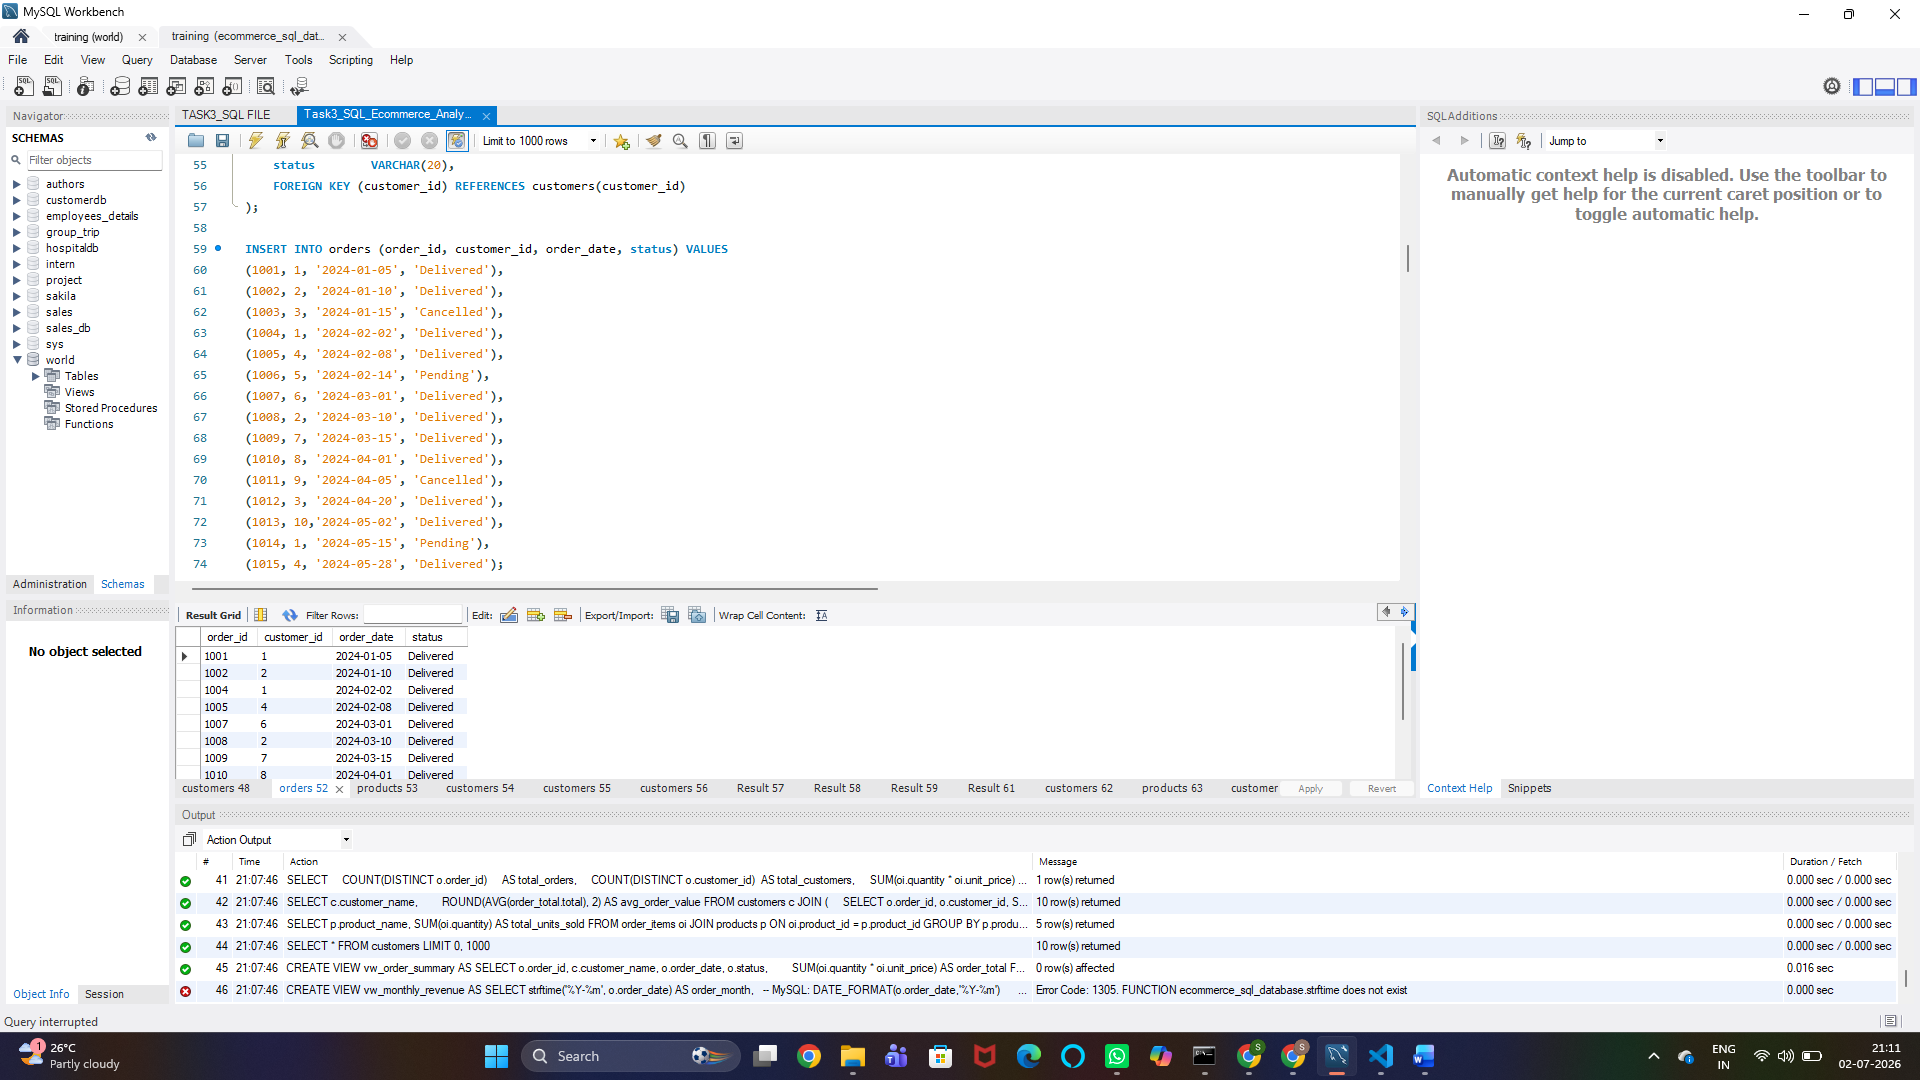 MySQL Workbench
training (world)
training (ecommerce_sql_dat...
File Edit View Query Database Server Tools Scripting Help
Navigator
SCHEMAS
Filter objects
authors
customerdb
employees_details
group_trip
hospitaldb
intern
project
sakila
sales
sales_db
sys
world
Tables
Views
Stored Procedures
Functions
Administration Schemas
Information
No object selected
Object Info Session
TASK3_SQL FILE
Task3_SQL_Ecommerce_Analy...
Limit to 1000 rows
55 status VARCHAR(20),
56 FOREIGN KEY (customer_id) REFERENCES customers(customer_id)
57 );
58
59 INSERT INTO orders (order_id, customer_id, order_date, status) VALUES
60 (1001, 1, '2024-01-05', 'Delivered'),
61 (1002, 2, '2024-01-10', 'Delivered'),
62 (1003, 3, '2024-01-15', 'Cancelled'),
63 (1004, 1, '2024-02-02', 'Delivered'),
64 (1005, 4, '2024-02-08', 'Delivered'),
65 (1006, 5, '2024-02-14', 'Pending'),
66 (1007, 6, '2024-03-01', 'Delivered'),
67 (1008, 2, '2024-03-10', 'Delivered'),
68 (1009, 7, '2024-03-15', 'Delivered'),
69 (1010, 8, '2024-04-01', 'Delivered'),
70 (1011, 9, '2024-04-05', 'Cancelled'),
71 (1012, 3, '2024-04-20', 'Delivered'),
72 (1013, 10,'2024-05-02', 'Delivered'),
73 (1014, 1, '2024-05-15', 'Pending'),
74 (1015, 4, '2024-05-28', 'Delivered');
Result Grid Filter Rows: Edit: Export/Import: Wrap Cell Content:
order_id customer_id order_date status
1001 1 2024-01-05 Delivered
1002 2 2024-01-10 Delivered
1004 1 2024-02-02 Delivered
1005 4 2024-02-08 Delivered
1007 6 2024-03-01 Delivered
1008 2 2024-03-10 Delivered
1009 7 2024-03-15 Delivered
1010 8 2024-04-01 Delivered
customers 48 orders 52 products 53 customers 54 customers 55 customers 56 Result 57 Result 58 Result 59 Result 61 customers 62 products 63 customer Apply Revert
SQLAdditions
Jump to
Automatic context help is disabled. Use the toolbar to
manually get help for the current caret position or to
toggle automatic help.
Context Help Snippets
Output
Action Output
# Time Action Message Duration / Fetch
41 21:07:46 SELECT COUNT(DISTINCT o.order_id) AS total_orders, COUNT(DISTINCT o.customer_id) AS total_customers, SUM(oi.quantity * oi.unit_price) ... 1 row(s) returned 0.000 sec / 0.000 sec
42 21:07:46 SELECT c.customer_name, ROUND(AVG(order_total.total), 2) AS avg_order_value FROM customers c JOIN ( SELECT o.order_id, o.customer_id, S... 10 row(s) returned 0.000 sec / 0.000 sec
43 21:07:46 SELECT p.product_name, SUM(oi.quantity) AS total_units_sold FROM order_items oi JOIN products p ON oi.product_id = p.product_id GROUP BY p.produ... 5 row(s) returned 0.000 sec / 0.000 sec
44 21:07:46 SELECT * FROM customers LIMIT 0, 1000 10 row(s) returned 0.000 sec / 0.000 sec
45 21:07:46 CREATE VIEW vw_order_summary AS SELECT o.order_id, c.customer_name, o.order_date, o.status, SUM(oi.quantity * oi.unit_price) AS order_total F... 0 row(s) affected 0.016 sec
46 21:07:46 CREATE VIEW vw_monthly_revenue AS SELECT strftime('%Y-%m', o.order_date) AS order_month, -- MySQL: DATE_FORMAT(o.order_date,'%Y-%m') ... Error Code: 1305. FUNCTION ecommerce_sql_database.strftime does not exist 0.000 sec
Query interrupted
1
26°C
Partly cloudy
Search
S
S
ENG
IN
21:11
02-07-2026